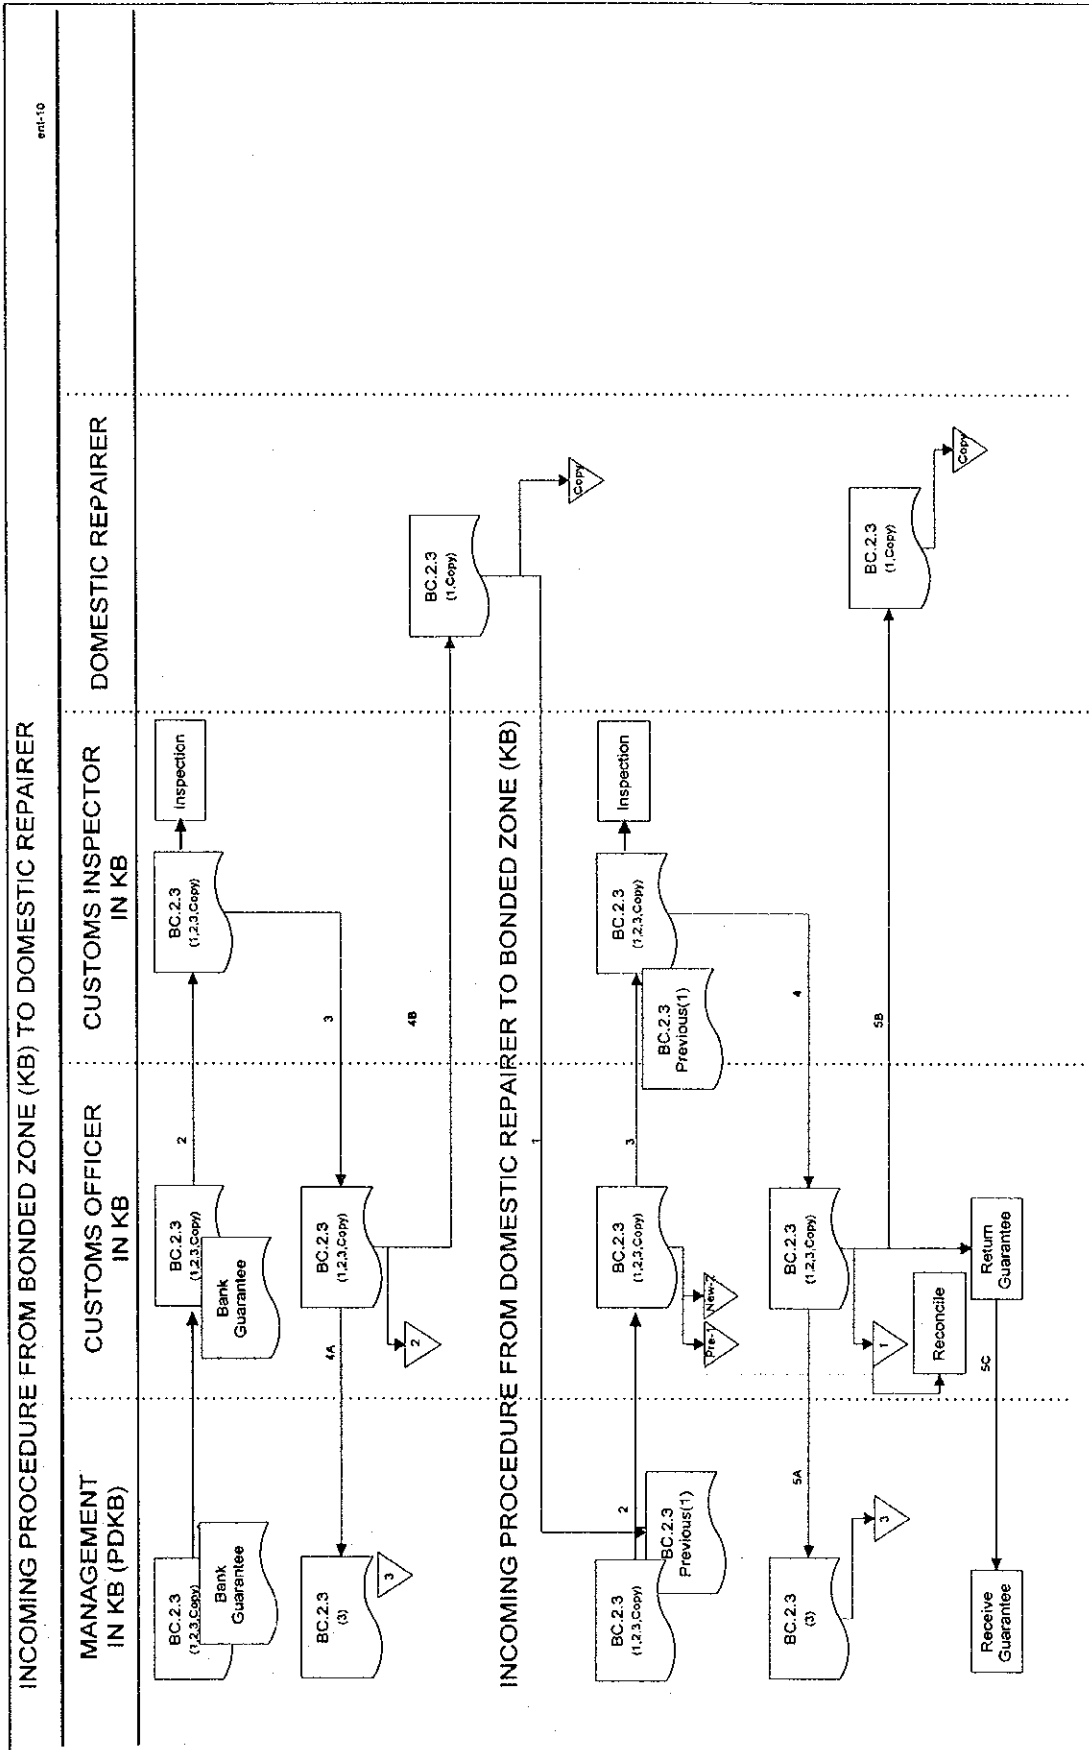 ent-10
INCOMING PROCEDURE FROM BONDED ZONE (KB) TO DOMESTIC REPAIRER
MANAGEMENT
IN KB (PDKB)
CUSTOMS OFFICER
IN KB
CUSTOMS INSPECTOR
IN KB
DOMESTIC REPAIRER
BC.2.3
(1,2,3,Copy)
Bank
Guarantee
BC.2.3
(1,2,3,Copy)
Bank
Guarantee
2
BC.2.3
(1,2,3,Copy)
Inspection
BC.2.3
(3)
3
4A
BC.2.3
(1,2,3,Copy)
2
3
4B
BC.2.3
(1,Copy)
Copy
INCOMING PROCEDURE FROM DOMESTIC REPAIRER TO BONDED ZONE (KB)
1
BC.2.3
(1,2,3,Copy)
BC.2.3
Previous(1)
2
BC.2.3
(1,2,3,Copy)
Pre-1
New-2
3
BC.2.3
(1,2,3,Copy)
BC.2.3
Previous(1)
Inspection
BC.2.3
(3)
3
5A
BC.2.3
(1,2,3,Copy)
1
4
5B
BC.2.3
(1,Copy)
Copy
Reconcile
Return
Guarantee
5C
Receive
Guarantee